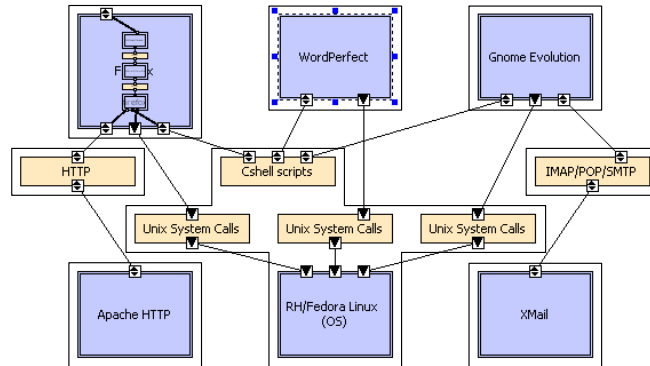 WordPerfect
Gnome Evolution
HTTP
Cshell scripts
IMAP/POP/SMTP
Unix System Calls
Unix System Calls
Unix System Calls
Apache HTTP
RH/Fedora Linux
(OS)
XMail